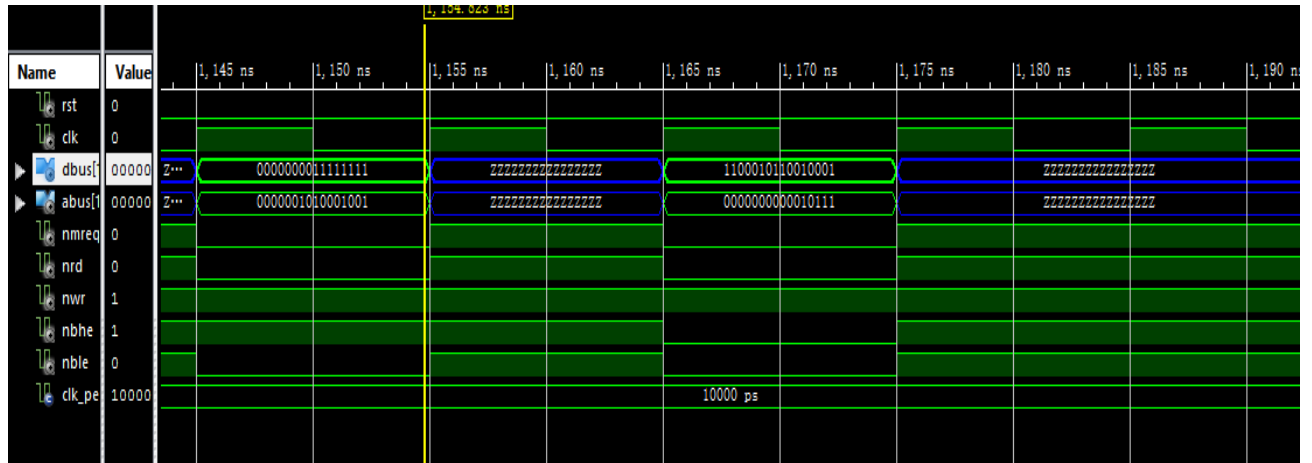 1,154.823 ns
Name Value 1,145 ns 1,150 ns 1,155 ns 1,160 ns 1,165 ns 1,170 ns 1,175 ns 1,180 ns 1,185 ns 1,190 n
rst 0
clk 0
dbus[1 00000 Z... 0000000011111111 ZZZZZZZZZZZZZZZZ 1100010110010001 ZZZZZZZZZZZZZZZZ
abus[1 00000 Z... 0000001010001001 ZZZZZZZZZZZZZZZZ 0000000000010111 ZZZZZZZZZZZZZZZZ
nmreq 0
nrd 0
nwr 1
nbhe 1
nble 0
clk_pe 10000 10000 ps